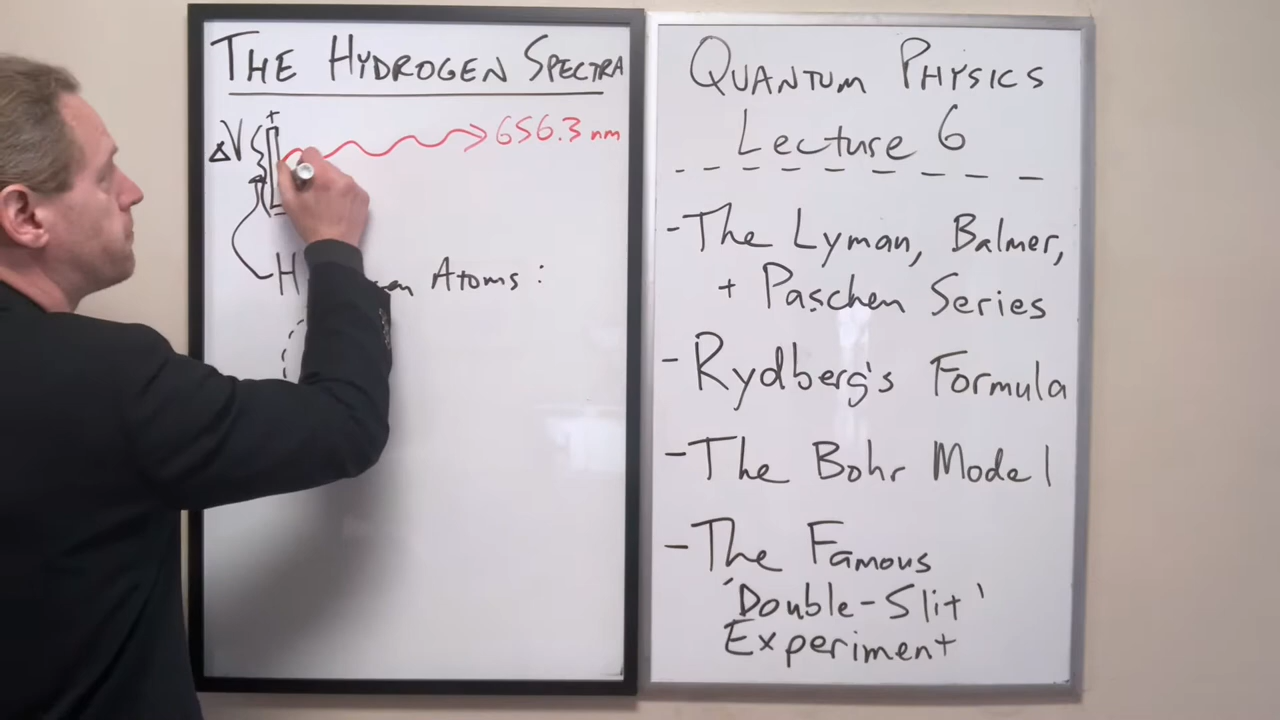 THE HYDROGEN SPECTRA
+
ΔV
656.3 nm
Atoms :
QUANTUM PHYSICS
Lecture 6
- The Lyman, Balmer,
+ Paschen Series
- Rydberg's Formula
- The Bohr Model
- The Famous
'Double-Slit'
Experiment